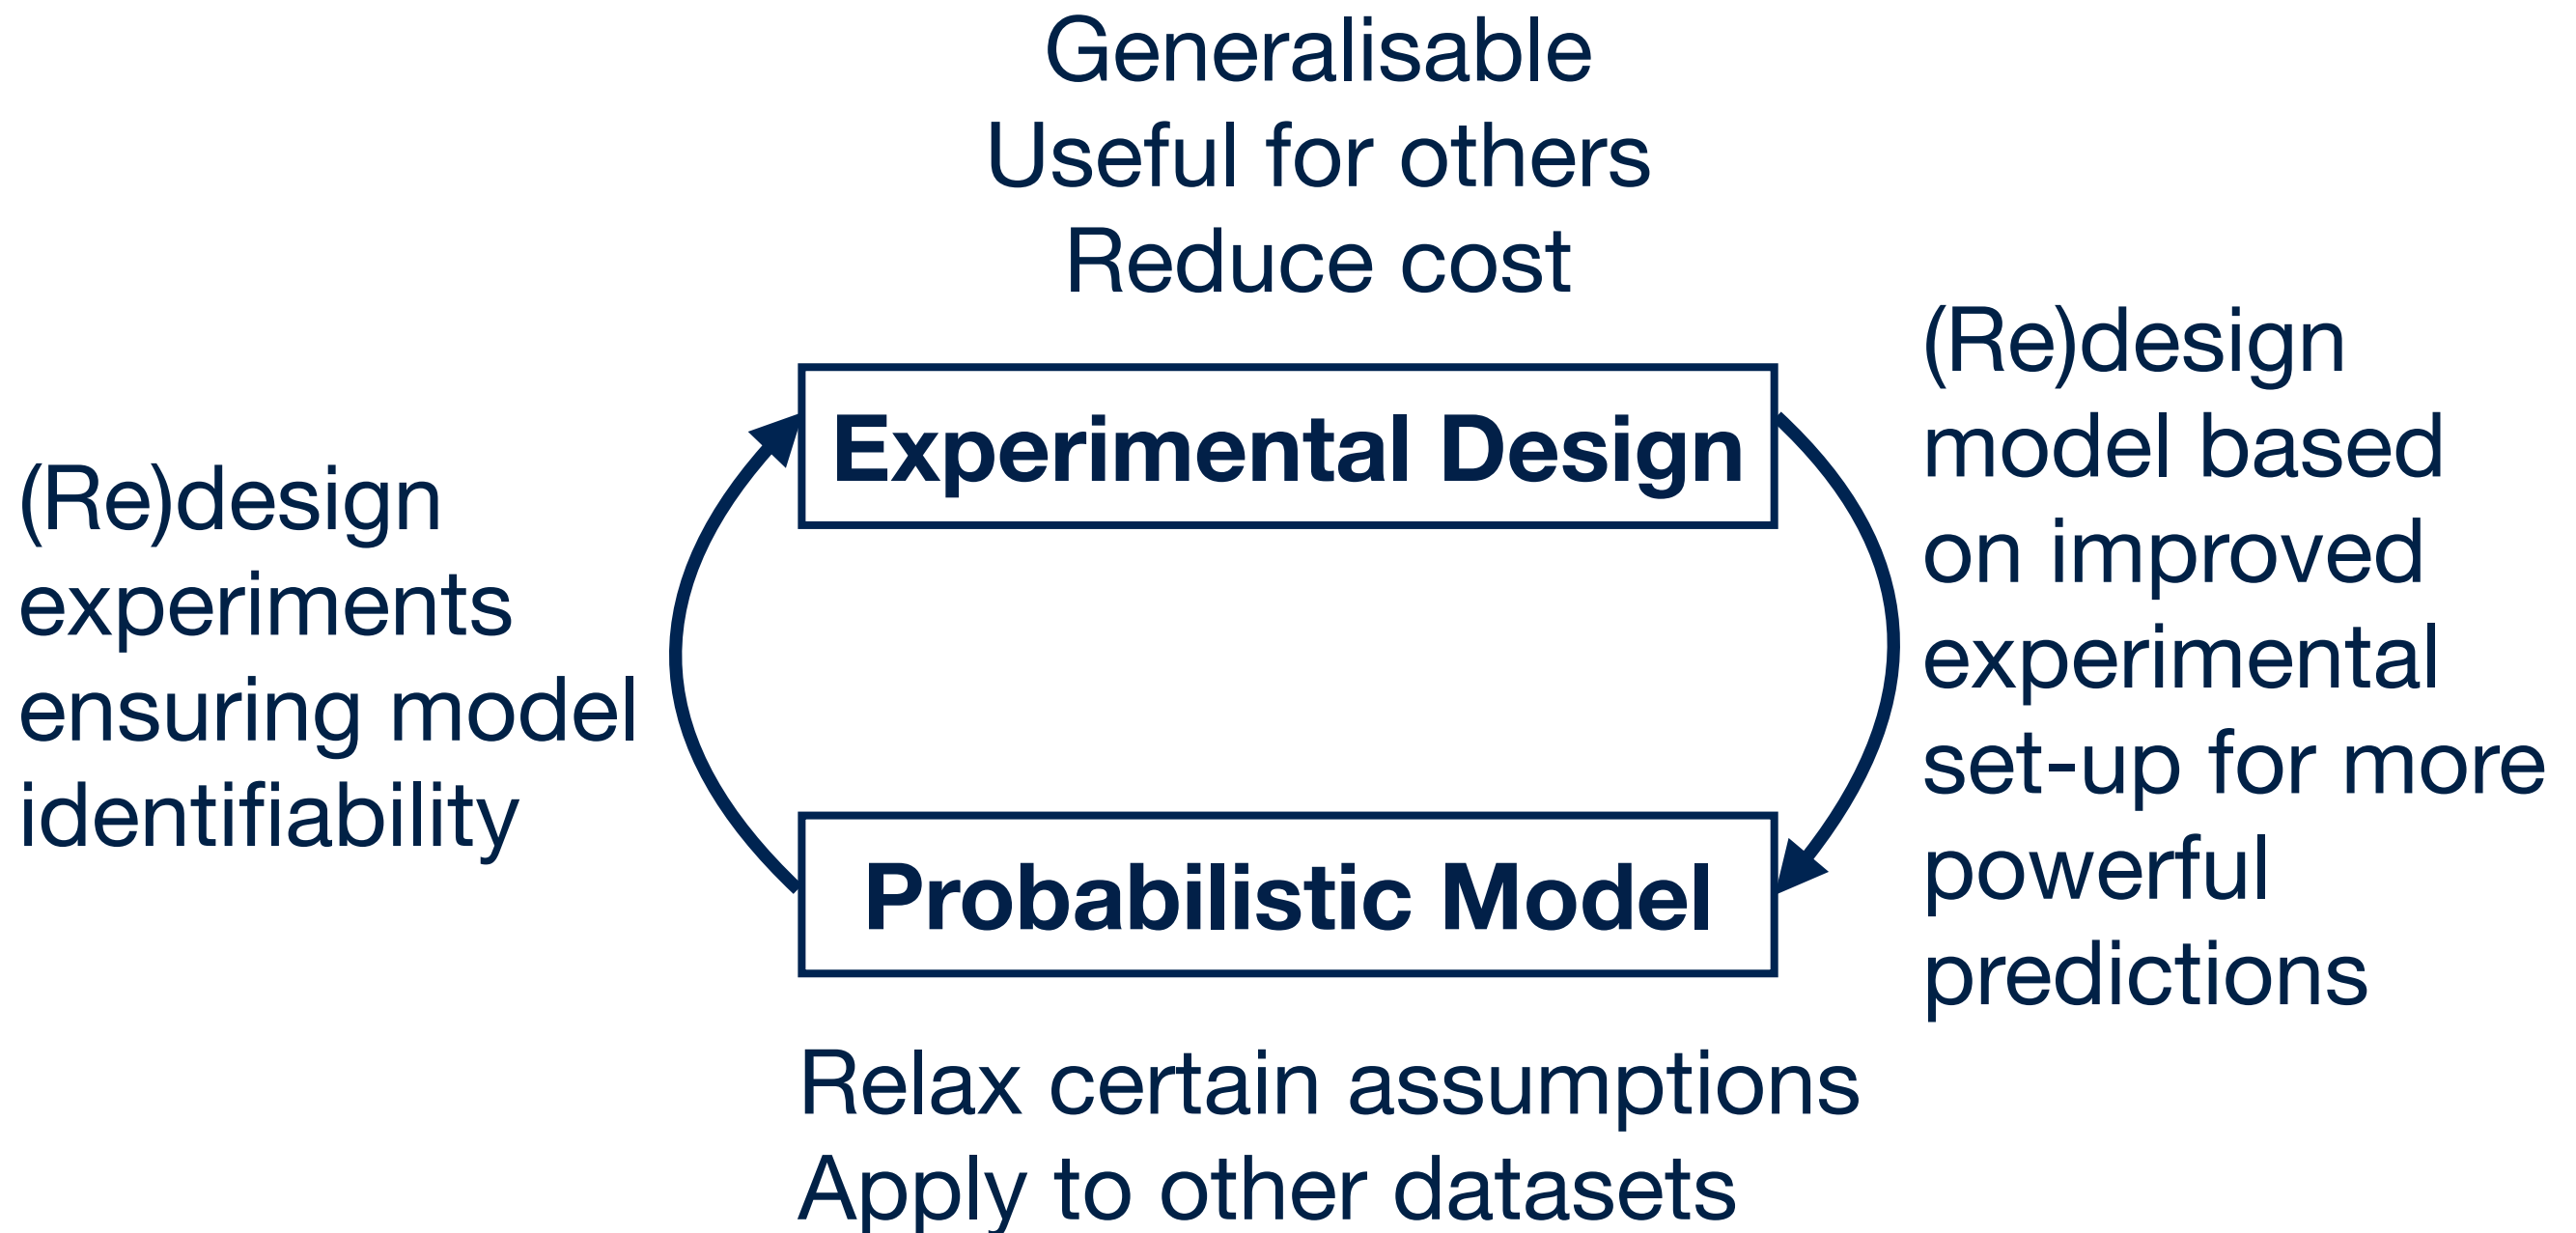 Generalisable
Useful for others
Reduce cost
Experimental Design
(Re)design
experiments
ensuring model
identifiability
(Re)design
model based
on improved
experimental
set-up for more
powerful
predictions
Probabilistic Model
Relax certain assumptions
Apply to other datasets